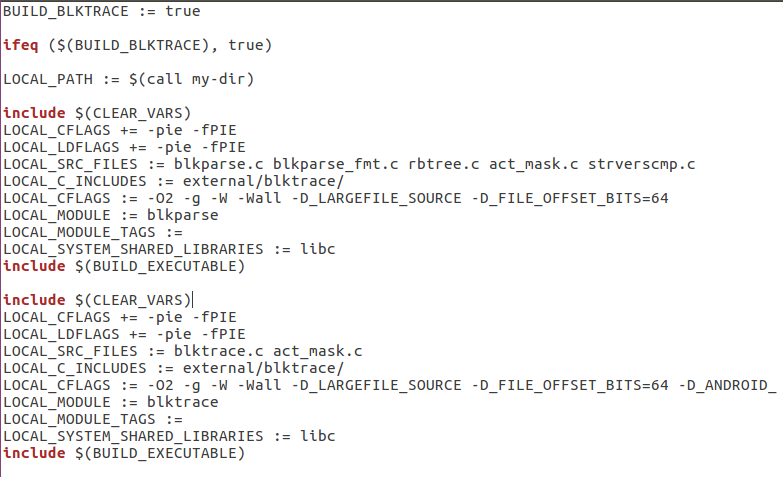 BUILD_BLKTRACE := true
ifeq ($(BUILD_BLKTRACE), true)
LOCAL_PATH := $(call my-dir)
include $(CLEAR_VARS)
LOCAL_CFLAGS += -pie -fPIE
LOCAL_LDFLAGS += -pie -fPIE
LOCAL_SRC_FILES := blkparse.c blkparse_fmt.c rbtree.c act_mask.c strverscmp.c
LOCAL_C_INCLUDES := external/blktrace/
LOCAL_CFLAGS := -O2 -g -W -Wall -D_LARGEFILE_SOURCE -D_FILE_OFFSET_BITS=64
LOCAL_MODULE := blkparse
LOCAL_MODULE_TAGS :=
LOCAL_SYSTEM_SHARED_LIBRARIES := libc
include $(BUILD_EXECUTABLE)
include $(CLEAR_VARS)
LOCAL_CFLAGS += -pie -fPIE
LOCAL_LDFLAGS += -pie -fPIE
LOCAL_SRC_FILES := blktrace.c act_mask.c
LOCAL_C_INCLUDES := external/blktrace/
LOCAL_CFLAGS := -O2 -g -W -Wall -D_LARGEFILE_SOURCE -D_FILE_OFFSET_BITS=64 -D_ANDROID_
LOCAL_MODULE := blktrace
LOCAL_MODULE_TAGS :=
LOCAL_SYSTEM_SHARED_LIBRARIES := libc
include $(BUILD_EXECUTABLE)